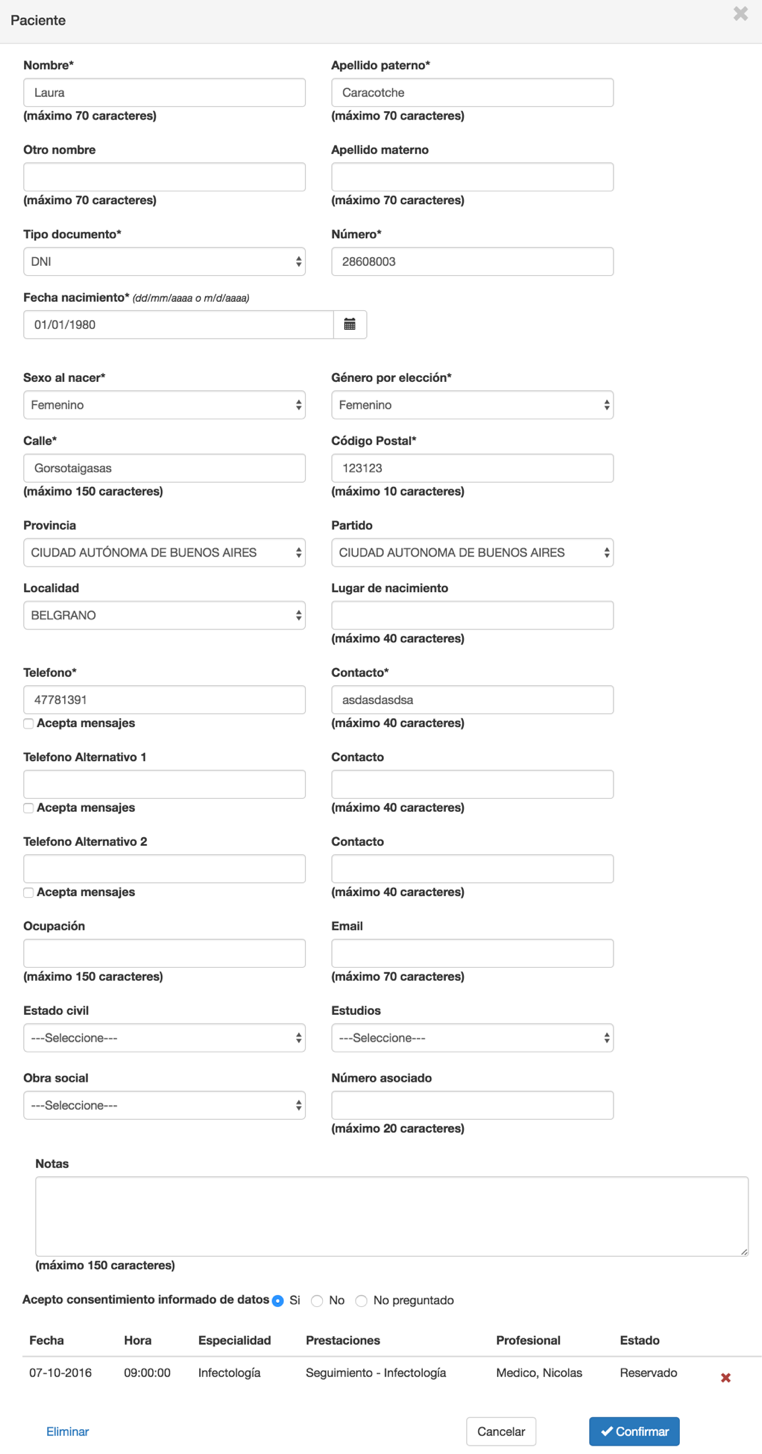 Paciente
Nombre*
Apellido paterno*
Laura
Caracotche
(máximo 70 caracteres)
(máximo 70 caracteres)
Otro nombre
Apellido materno
(máximo 70 caracteres)
(máximo 70 caracteres)
Tipo documento*
Número*
DNI
28608003
Fecha nacimiento* (dd/mm/aaaa o m/d/aaaa)
01/01/1980
Sexo al nacer*
Género por elección*
Femenino
Femenino
Calle*
Código Postal*
Gorsotaigasas
123123
(máximo 150 caracteres)
(máximo 10 caracteres)
Provincia
Partido
CIUDAD AUTÓNOMA DE BUENOS AIRES
CIUDAD AUTONOMA DE BUENOS AIRES
Localidad
Lugar de nacimiento
BELGRANO
(máximo 40 caracteres)
Telefono*
Contacto*
47781391
asdasdasdsa
Acepta mensajes
(máximo 40 caracteres)
Telefono Alternativo 1
Contacto
Acepta mensajes
(máximo 40 caracteres)
Telefono Alternativo 2
Contacto
Acepta mensajes
(máximo 40 caracteres)
Ocupación
Email
(máximo 150 caracteres)
(máximo 70 caracteres)
Estado civil
Estudios
---Seleccione---
---Seleccione---
Obra social
Número asociado
---Seleccione---
(máximo 20 caracteres)
Notas
(máximo 150 caracteres)
Acepto consentimiento informado de datos Si No No preguntado
Fecha Hora Especialidad Prestaciones Profesional Estado
07-10-2016 09:00:00 Infectología Seguimiento - Infectología Medico, Nicolas Reservado
Eliminar Cancelar Confirmar